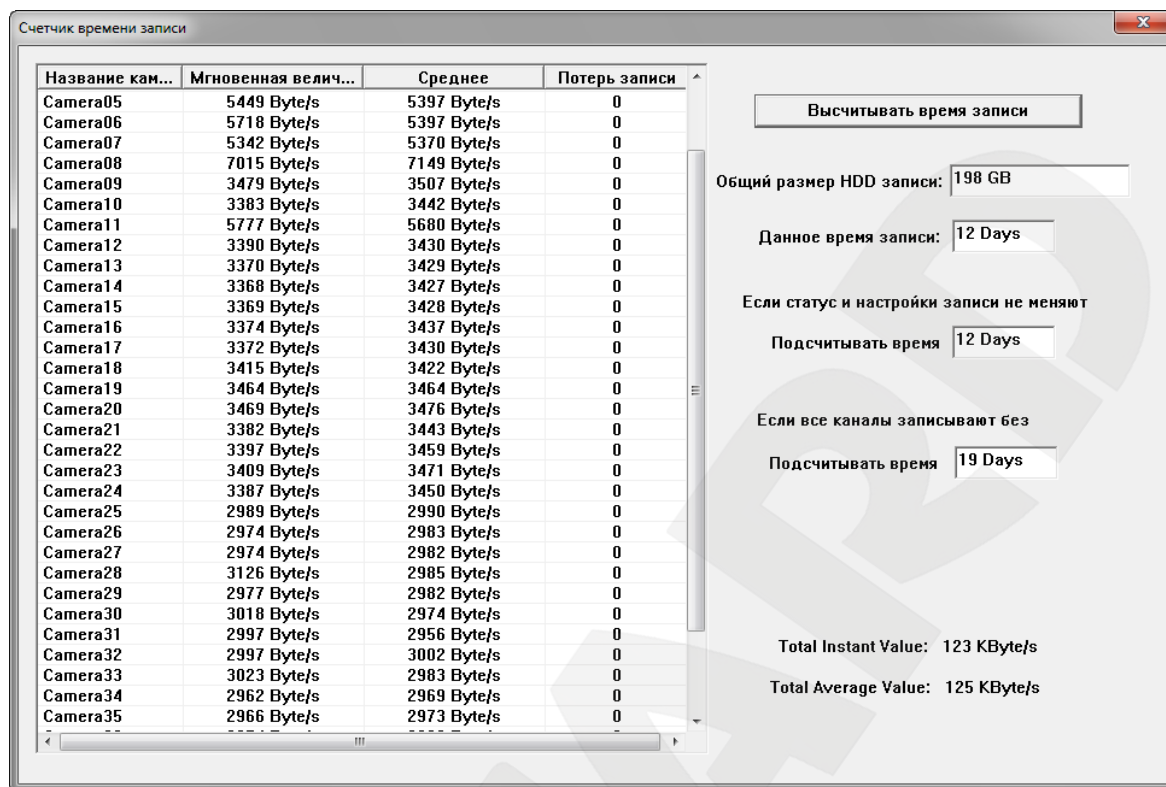 Счетчик времени записи
Название кам... Мгновенная велич... Среднее Потерь записи
Camera05 5449 Byte/s 5397 Byte/s 0
Camera06 5718 Byte/s 5397 Byte/s 0
Camera07 5342 Byte/s 5370 Byte/s 0
Camera08 7015 Byte/s 7149 Byte/s 0
Camera09 3479 Byte/s 3507 Byte/s 0
Camera10 3383 Byte/s 3442 Byte/s 0
Camera11 5777 Byte/s 5680 Byte/s 0
Camera12 3390 Byte/s 3430 Byte/s 0
Camera13 3370 Byte/s 3429 Byte/s 0
Camera14 3368 Byte/s 3427 Byte/s 0
Camera15 3369 Byte/s 3428 Byte/s 0
Camera16 3374 Byte/s 3437 Byte/s 0
Camera17 3372 Byte/s 3430 Byte/s 0
Camera18 3415 Byte/s 3422 Byte/s 0
Camera19 3464 Byte/s 3464 Byte/s 0
Camera20 3469 Byte/s 3476 Byte/s 0
Camera21 3382 Byte/s 3443 Byte/s 0
Camera22 3397 Byte/s 3459 Byte/s 0
Camera23 3409 Byte/s 3471 Byte/s 0
Camera24 3387 Byte/s 3450 Byte/s 0
Camera25 2989 Byte/s 2990 Byte/s 0
Camera26 2974 Byte/s 2983 Byte/s 0
Camera27 2974 Byte/s 2982 Byte/s 0
Camera28 3126 Byte/s 2985 Byte/s 0
Camera29 2977 Byte/s 2982 Byte/s 0
Camera30 3018 Byte/s 2974 Byte/s 0
Camera31 2997 Byte/s 2956 Byte/s 0
Camera32 2997 Byte/s 3002 Byte/s 0
Camera33 3023 Byte/s 2983 Byte/s 0
Camera34 2962 Byte/s 2969 Byte/s 0
Camera35 2966 Byte/s 2973 Byte/s 0
Высчитывать время записи
Общий размер HDD записи: 198 GB
Данное время записи: 12 Days
Если статус и настройки записи не меняют
Подсчитывать время 12 Days
Если все каналы записывают без
Подсчитывать время 19 Days
Total Instant Value: 123 KByte/s
Total Average Value: 125 KByte/s